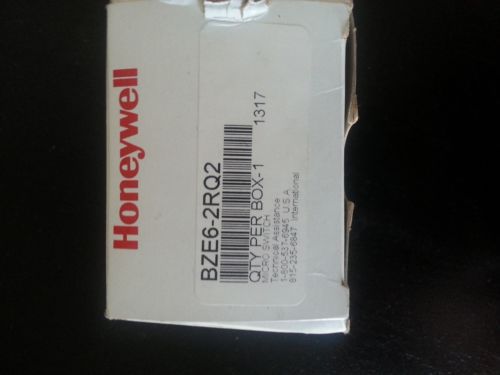 Honeywell
BZE6-2RQ2
QTY PER BOX-1 1317
MICRO SWITCH
Technical Assistance
1-800-537-6945 U.S.A
815-235-6847 International